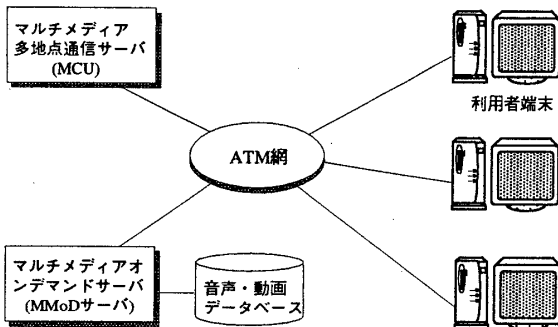 マルチメディア
多地点通信サーバ
(MCU)
利用者端末
ATM網
マルチメディアオ
ンデマンドサーバ
(MMoDサーバ)
音声・動画
データベース